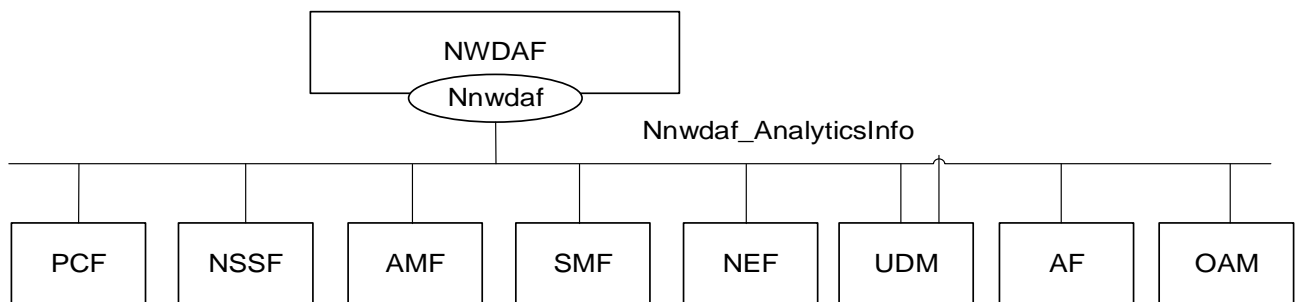 NWDAF
Nnwdaf
Nnwdaf_AnalyticsInfo
PCF NSSF AMF SMF NEF UDM AF OAM